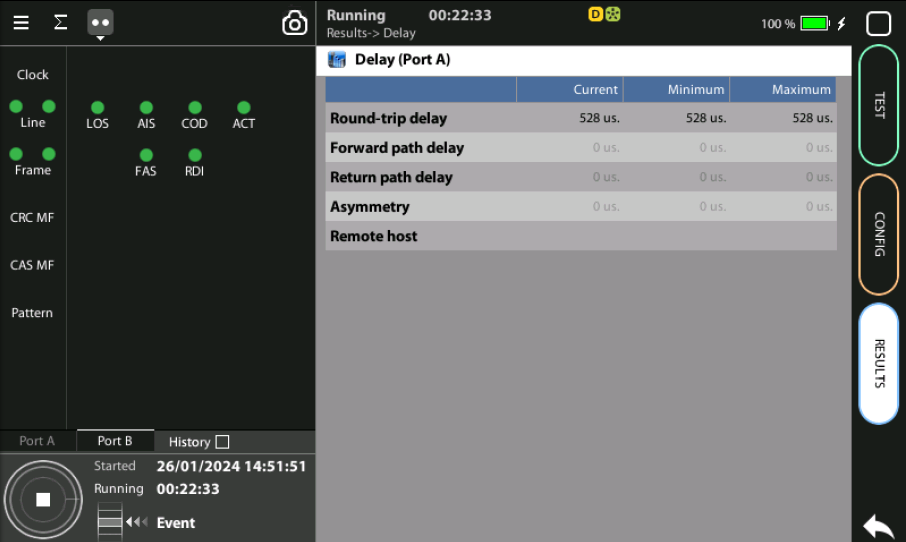 Σ
Running 00:22:33
D
100 %
Results-> Delay
Clock
Line
LOS AIS COD ACT
Frame
FAS RDI
CRC MF
CAS MF
Pattern
Port A Port B History
Started 26/01/2024 14:51:51
Running 00:22:33
Event
Delay (Port A)
Current Minimum Maximum
Round-trip delay 528 us. 528 us. 528 us.
Forward path delay 0 us. 0 us. 0 us.
Return path delay 0 us. 0 us. 0 us.
Asymmetry 0 us. 0 us. 0 us.
Remote host
TEST
CONFIG
RESULTS